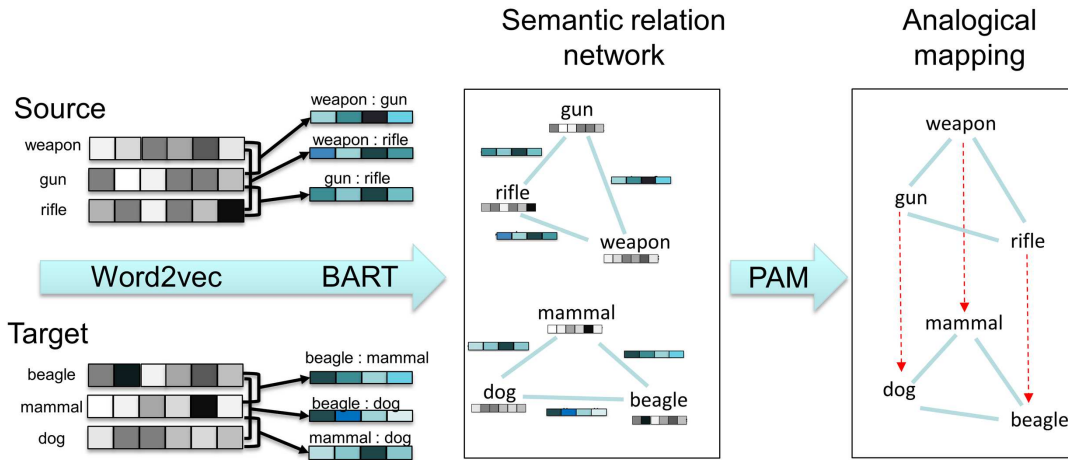 Semantic relation
network
Analogical
mapping
Source
weapon
gun
rifle
weapon : gun
weapon : rifle
gun : rifle
Word2vec
BART
Target
beagle
mammal
dog
beagle : mammal
beagle : dog
mammal : dog
gun
rifle
weapon
mammal
dog
beagle
PAM
weapon
gun
rifle
mammal
dog
beagle